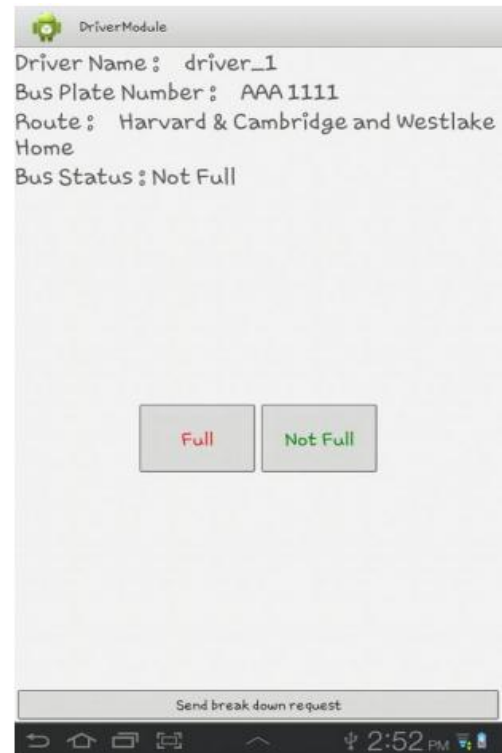 DriverModule
Driver Name : driver_1
Bus Plate Number : AAA 1111
Route : Harvard & Cambridge and Westlake
Home
Bus Status : Not Full
Full
Not Full
Send break down request
2:52 PM